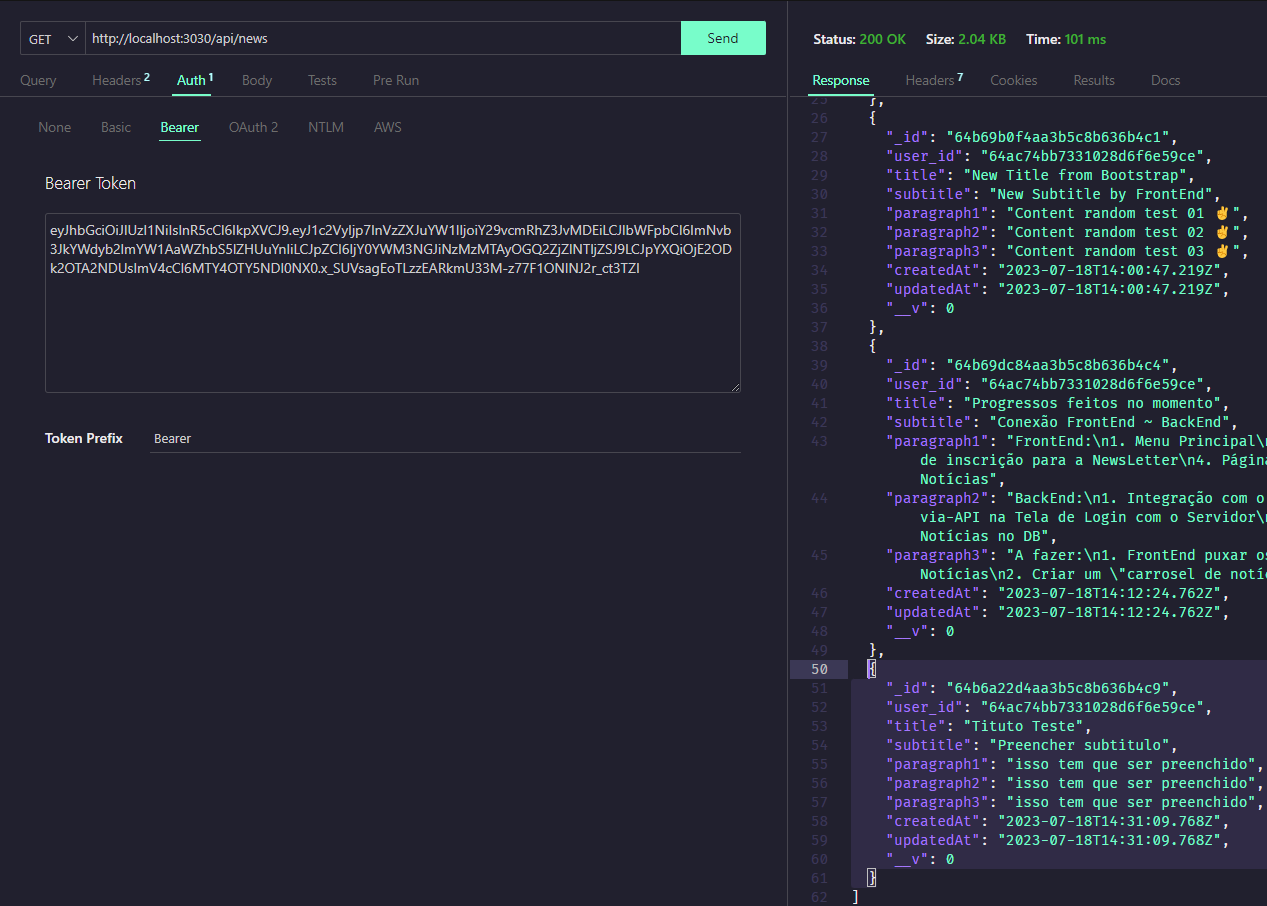 GET
http://localhost:3030/api/news
Send
Query
Headers 2
Auth 1
Body
Tests
Pre Run
None
Basic
Bearer
OAuth 2
NTLM
AWS
Bearer Token
Token Prefix
Bearer
Status: 200 OK
Size: 2.04 KB
Time: 101 ms
Response
Headers 7
Cookies
Results
Docs
25 },
26 {
27 "_id": "64b69b0f4aa3b5c8b636b4c1",
28 "user_id": "64ac74bb7331028d6f6e59ce",
29 "title": "New Title from Bootstrap",
30 "subtitle": "New Subtitle by FrontEnd",
31 "paragraph1": "Content random test 01 ✌",
32 "paragraph2": "Content random test 02 ✌",
33 "paragraph3": "Content random test 03 ✌",
34 "createdAt": "2023-07-18T14:00:47.219Z",
35 "updatedAt": "2023-07-18T14:00:47.219Z",
36 "__v": 0
37 },
38 {
39 "_id": "64b69dc84aa3b5c8b636b4c4",
40 "user_id": "64ac74bb7331028d6f6e59ce",
41 "title": "Progressos feitos no momento",
42 "subtitle": "Conexão FrontEnd ~ BackEnd",
43 "paragraph1": "FrontEnd:\n1. Menu Principal\n
de inscrição para a NewsLetter\n4. Página
Notícias",
44 "paragraph2": "BackEnd:\n1. Integração com o
via-API na Tela de Login com o Servidor\n
Notícias no DB",
45 "paragraph3": "A fazer:\n1. FrontEnd puxar os
Notícias\n2. Criar um \"carrosel de notíc
46 "createdAt": "2023-07-18T14:12:24.762Z",
47 "updatedAt": "2023-07-18T14:12:24.762Z",
48 "__v": 0
49 },
50 {
51 "_id": "64b6a22d4aa3b5c8b636b4c9",
52 "user_id": "64ac74bb7331028d6f6e59ce",
53 "title": "Tituto Teste",
54 "subtitle": "Preencher subtitulo",
55 "paragraph1": "isso tem que ser preenchido",
56 "paragraph2": "isso tem que ser preenchido",
57 "paragraph3": "isso tem que ser preenchido",
58 "createdAt": "2023-07-18T14:31:09.768Z",
59 "updatedAt": "2023-07-18T14:31:09.768Z",
60 "__v": 0
61 }
62 ]